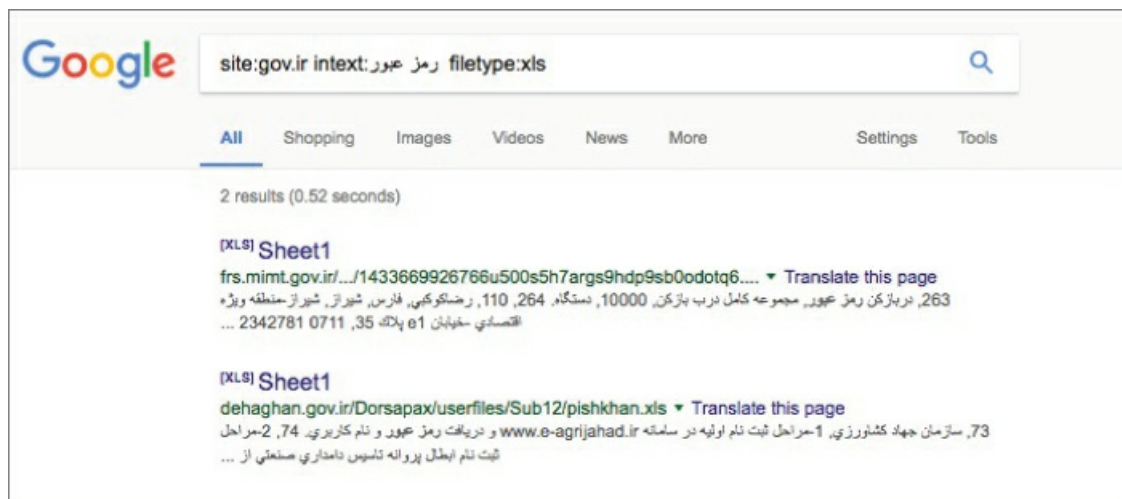 Google
site:gov.ir intext:رمز عبور filetype:xls
All Shopping Images Videos News More Settings Tools
2 results (0.52 seconds)
[XLS] Sheet1
frs.mimt.gov.ir/.../1433669926766u500s5h7args9hdp9sb0odotq6.... ▼ Translate this page
263, دربازكن رمز عبور, مجموعه كامل درب بازكن, 10000, دستگاه. 264, 110, رضاكوكبي, فارس, شيراز, شيراز-منطقه ويژه
اقتصادي -خيابان e1 پلاك 35, 0711 2342781 ...
[XLS] Sheet1
dehaghan.gov.ir/Dorsapax/userfiles/Sub12/pishkhan.xls ▼ Translate this page
73, سازمان جهاد كشاورزي, 1-مراحل ثبت نام اوليه در سامانه www.e-agrijahad.ir و دريافت رمز عبور و نام كاربري. 74, 2-مراحل
ثبت نام ابطال پروانه تاسيس دامداري صنعتي از ...